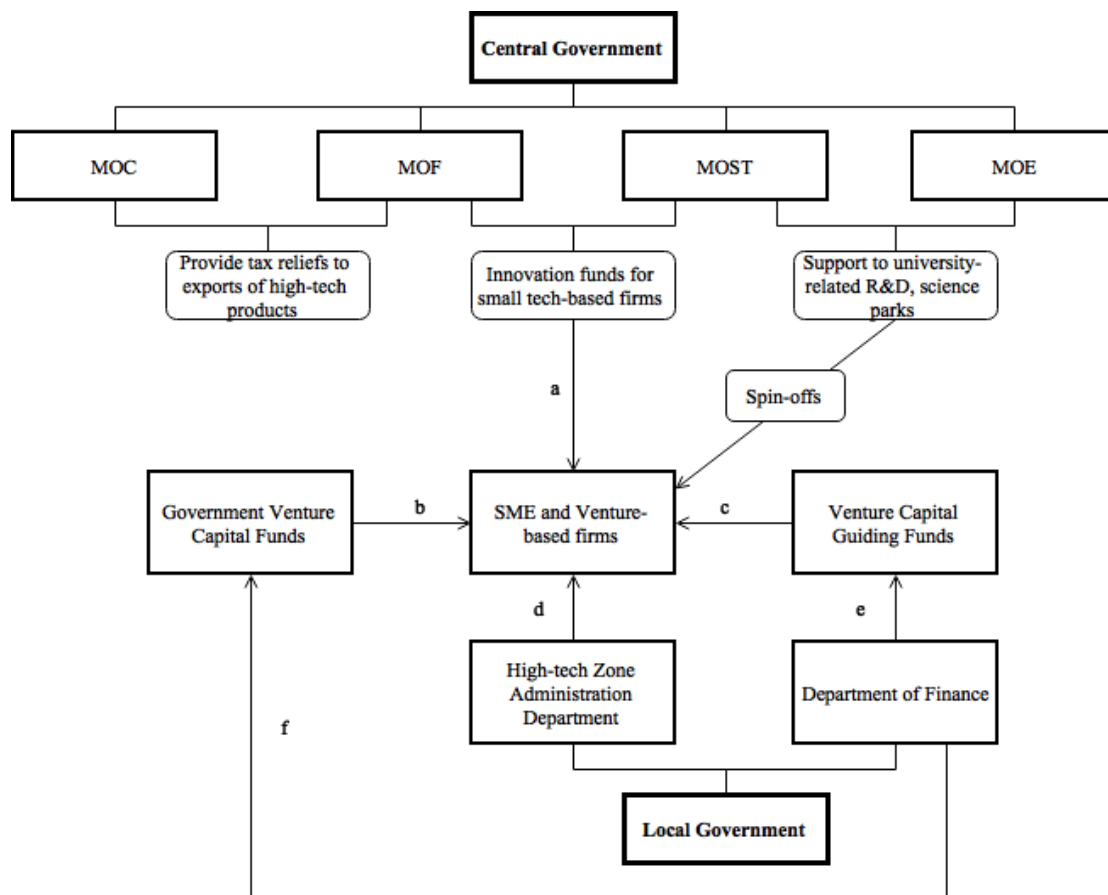 Central Government
MOC
MOF
MOST
MOE
Provide tax reliefs to
exports of high-tech
products
Innovation funds for
small tech-based firms
Support to university-
related R&D, science
parks
a
Spin-offs
Government Venture
Capital Funds
b
SME and Venture-
based firms
c
Venture Capital
Guiding Funds
d
e
High-tech Zone
Administration
Department
Department of Finance
f
Local Government